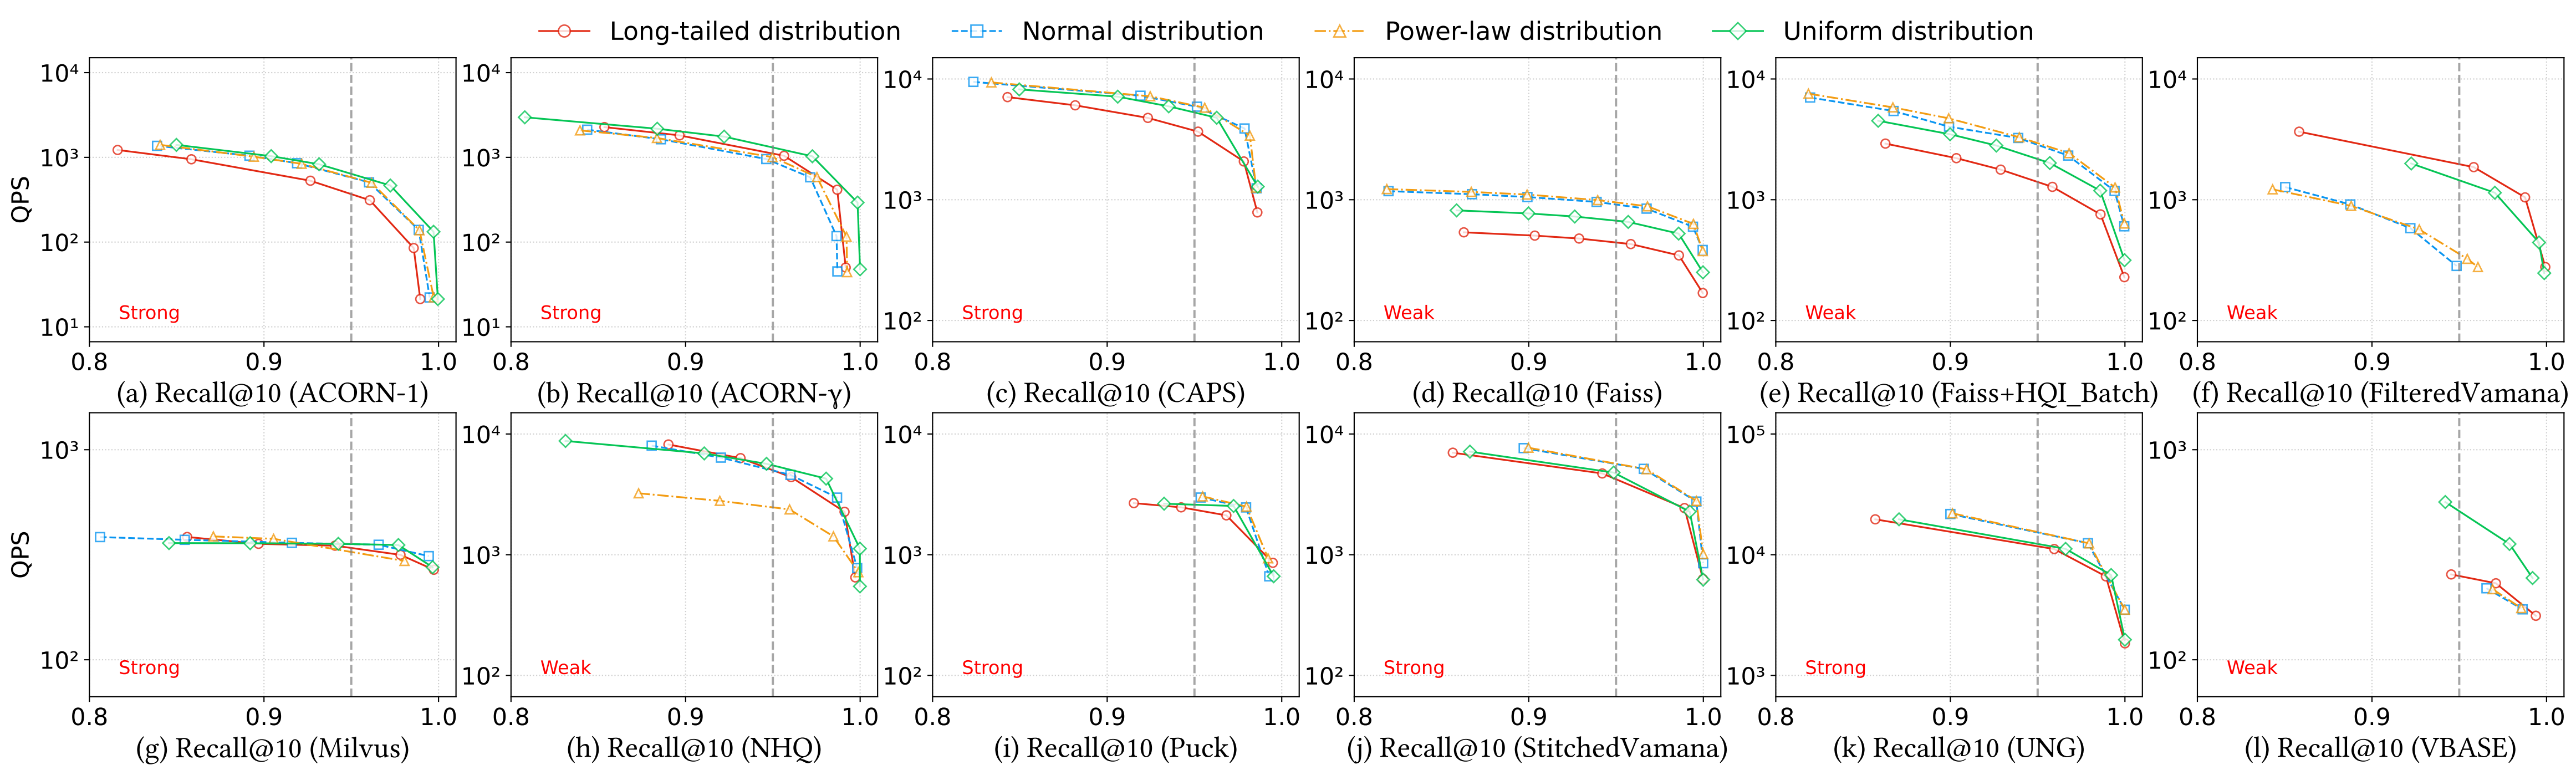 Long-tailed distribution Normal distribution Power-law distribution Uniform distribution
QPS
10⁴
10³
10²
10¹
Strong
0.8 0.9 1.0
(a) Recall@10 (ACORN-1)
10⁴
10³
10²
10¹
Strong
0.8 0.9 1.0
(b) Recall@10 (ACORN-γ)
10⁴
10³
10²
Strong
0.8 0.9 1.0
(c) Recall@10 (CAPS)
10⁴
10³
10²
Weak
0.8 0.9 1.0
(d) Recall@10 (Faiss)
10⁴
10³
10²
Weak
0.8 0.9 1.0
(e) Recall@10 (Faiss+HQI_Batch)
10⁴
10³
10²
Weak
0.8 0.9 1.0
(f) Recall@10 (FilteredVamana)
QPS
10³
10²
Strong
0.8 0.9 1.0
(g) Recall@10 (Milvus)
10⁴
10³
10²
Weak
0.8 0.9 1.0
(h) Recall@10 (NHQ)
10⁴
10³
10²
Strong
0.8 0.9 1.0
(i) Recall@10 (Puck)
10⁴
10³
10²
Strong
0.8 0.9 1.0
(j) Recall@10 (StitchedVamana)
10⁵
10⁴
10³
Strong
0.8 0.9 1.0
(k) Recall@10 (UNG)
10³
10²
Weak
0.8 0.9 1.0
(l) Recall@10 (VBASE)